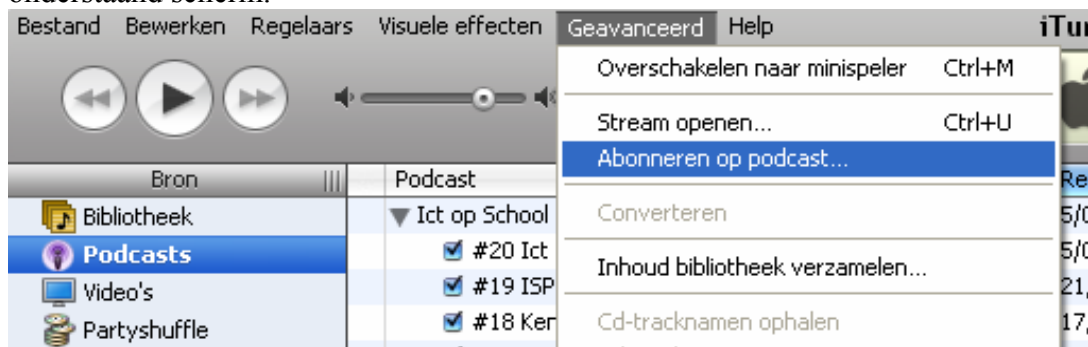 Bestand Bewerken Regelaars Visuele effecten Geavanceerd Help
Overschakelen naar minispeler Ctrl+M
Stream openen... Ctrl+U
Abonneren op podcast...
Converteren
Inhoud bibliotheek verzamelen...
Cd-tracknamen ophalen
Bron Podcast
Bibliotheek
Podcasts
Video's
Partyshuffle
Ict op School
#20 Ict
#19 ISP
#18